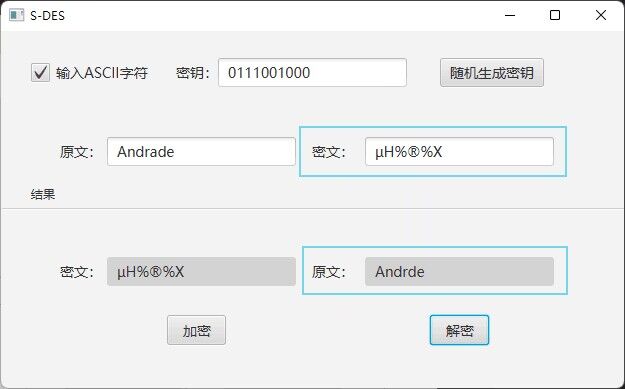 S-DES
输入ASCII字符 密钥： 0111001000 随机生成密钥
原文： Andrade 密文： µH%®%X
结果
密文： µH%®%X 原文： Andrde
加密 解密